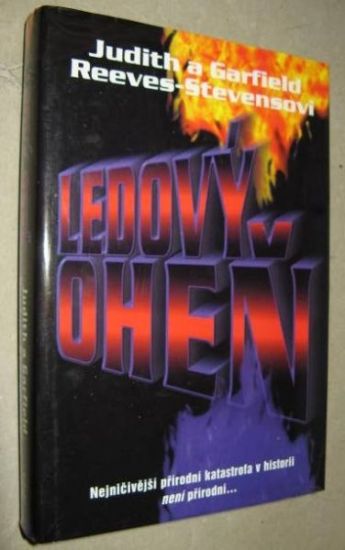 Judith a Garfield
Reeves-Stevensovi
LEDOVÝ
OHEŇ
Nejničivější přírodní katastrofa v historii
není přírodní...
Judith a Garfield